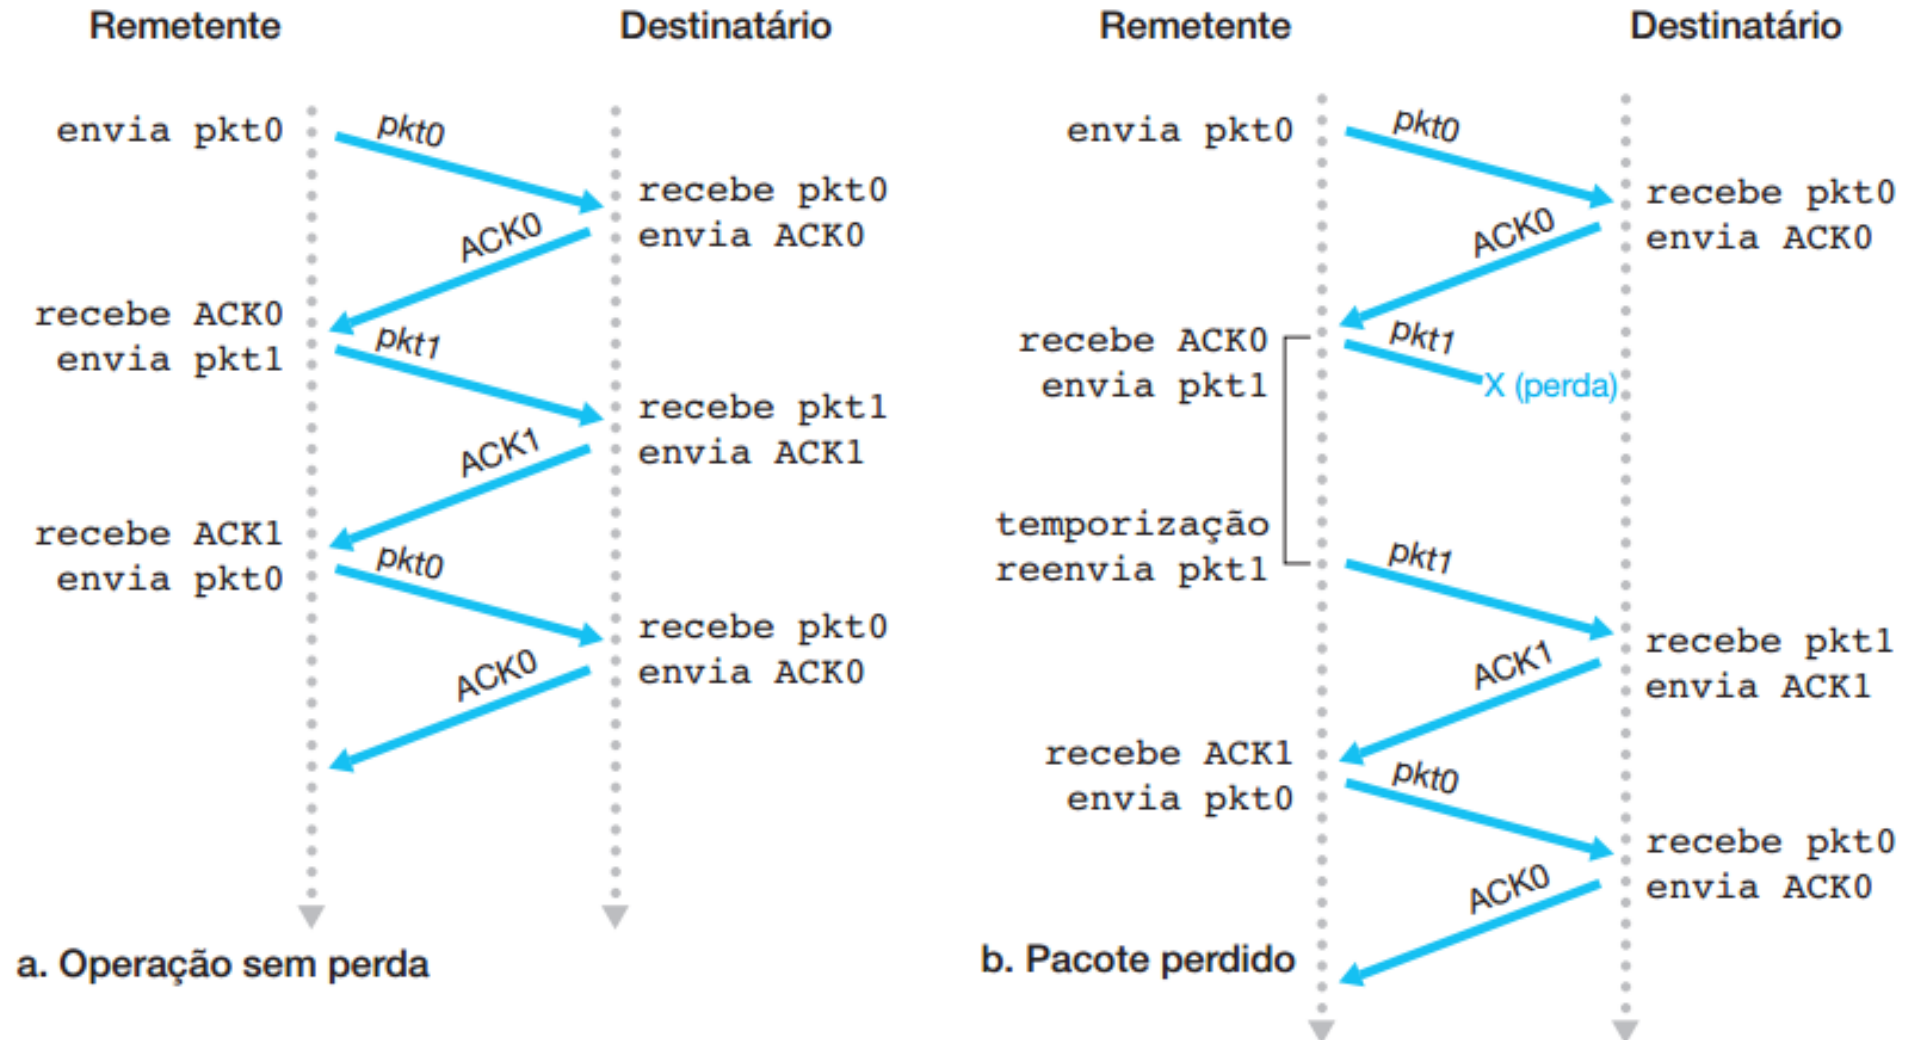 Remetente
Destinatário
envia pkt0
pkt0
recebe pkt0
envia ACK0
ACK0
recebe ACK0
envia pkt1
pkt1
recebe pkt1
envia ACK1
ACK1
recebe ACK1
envia pkt0
pkt0
recebe pkt0
envia ACK0
ACK0
a. Operação sem perda
Remetente
Destinatário
envia pkt0
pkt0
recebe pkt0
envia ACK0
ACK0
recebe ACK0
envia pkt1
pkt1
X (perda)
temporização
reenvia pkt1
pkt1
recebe pkt1
envia ACK1
ACK1
recebe ACK1
envia pkt0
pkt0
recebe pkt0
envia ACK0
ACK0
b. Pacote perdido